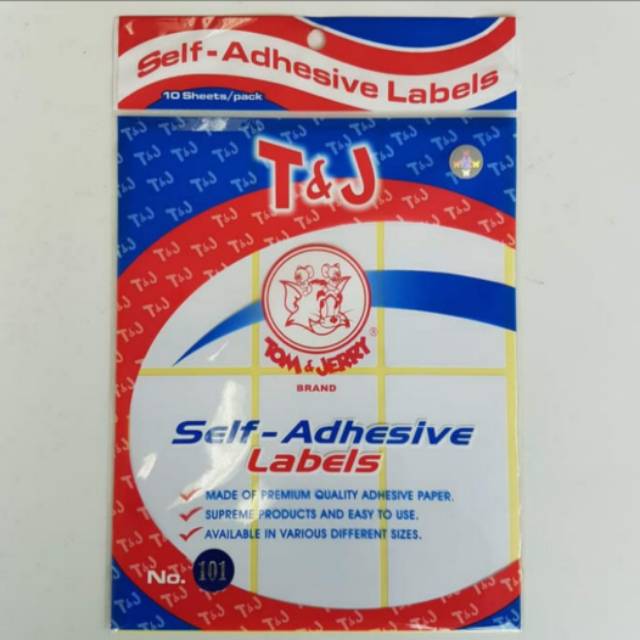 Self-Adhesive Labels
10 Sheets/pack
T&J
TOM & JERRY®
BRAND
Self-Adhesive
Labels
MADE OF PREMIUM QUALITY ADHESIVE PAPER.
SUPREME PRODUCTS AND EASY TO USE.
AVAILABLE IN VARIOUS DIFFERENT SIZES.
No. 101